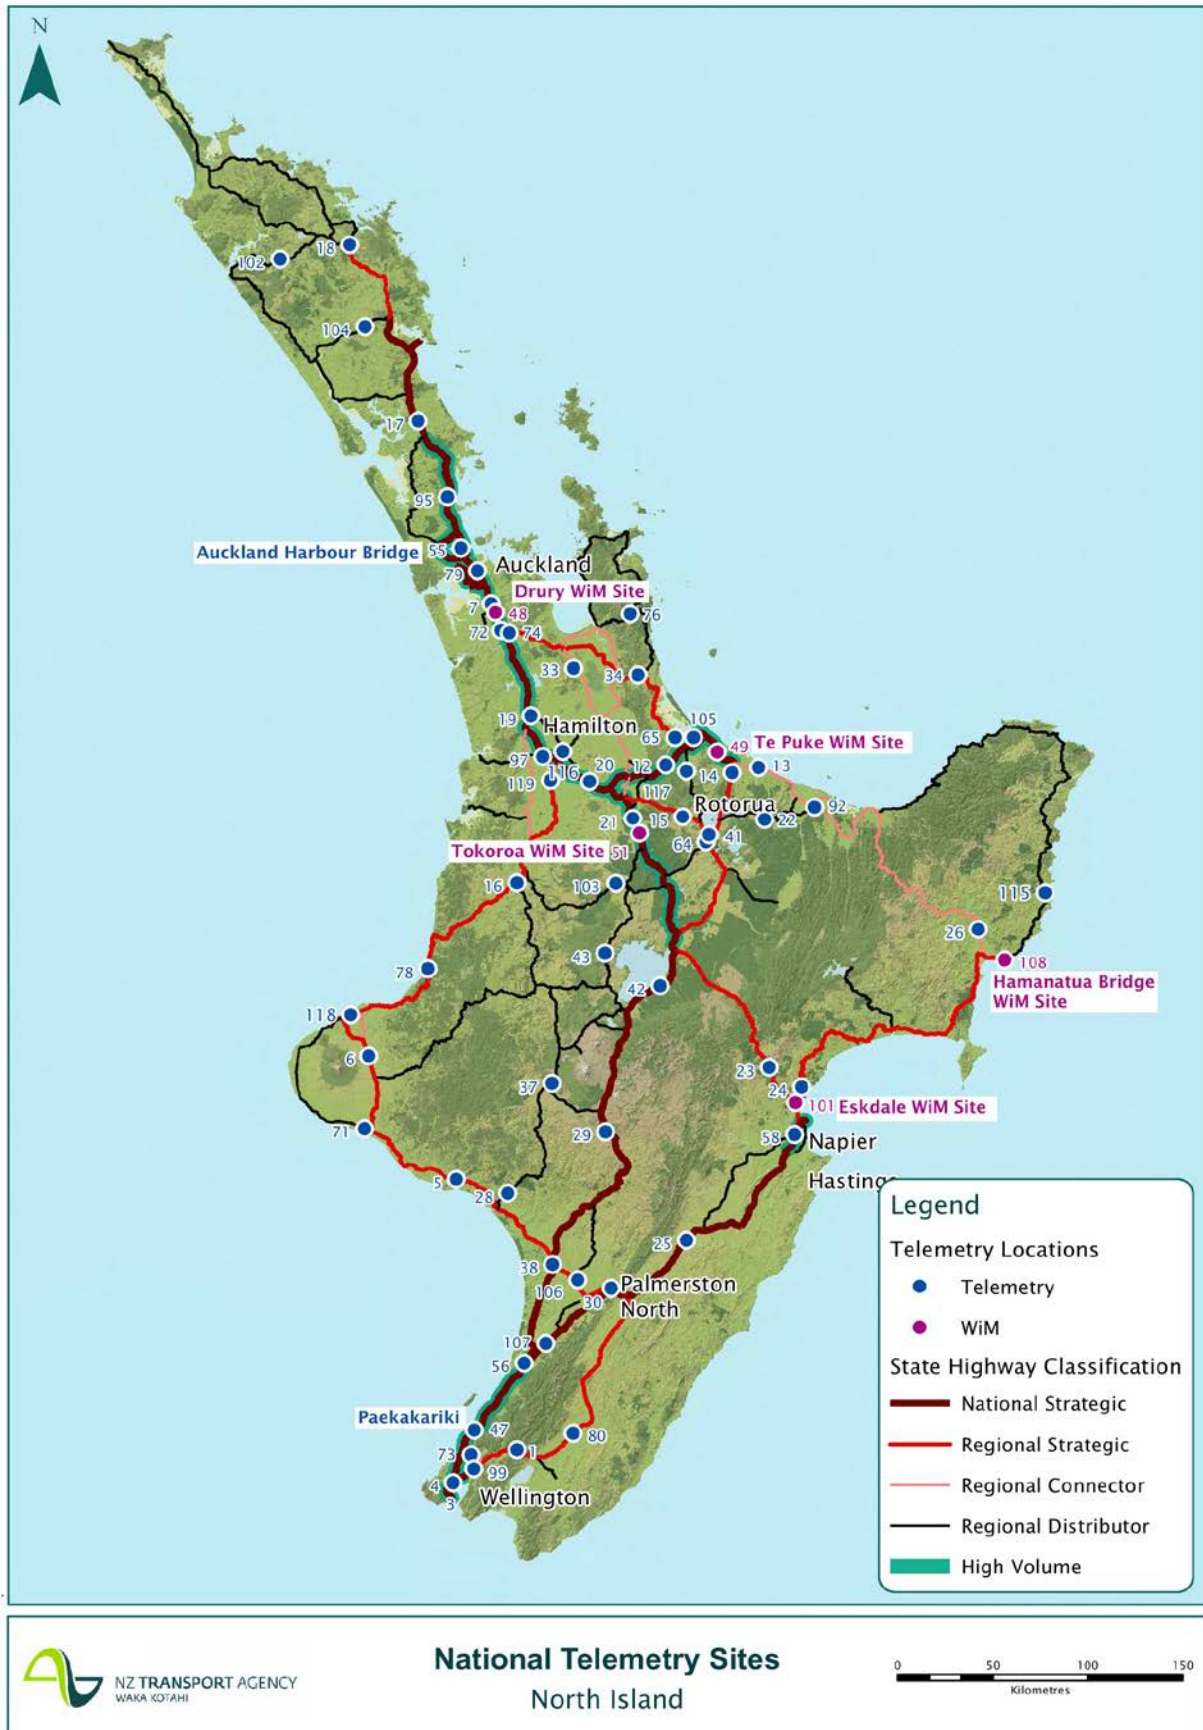 N
18
102
104
17
95
Auckland Harbour Bridge
55
79
Auckland
Drury WiM Site
7
48
76
72
74
33
34
19
Hamilton
105
65
49
Te Puke WiM Site
97
116
20
12
13
119
117
14
Rotorua
92
21
15
22
41
64
Tokoroa WiM Site
51
16
103
115
26
43
78
108
Hamanatua Bridge
WiM Site
42
118
6
23
37
24
101
Eskdale WiM Site
71
29
58
Napier
5
28
Hastings
25
38
106
Palmerston
North
30
107
56
Paekakariki
47
80
73
1
99
4
Wellington
3
Legend
Telemetry Locations
Telemetry
WiM
State Highway Classification
National Strategic
Regional Strategic
Regional Connector
Regional Distributor
High Volume
NZ TRANSPORT AGENCY
WAKA KOTAHI
National Telemetry Sites
North Island
0 50 100 150
Kilometres